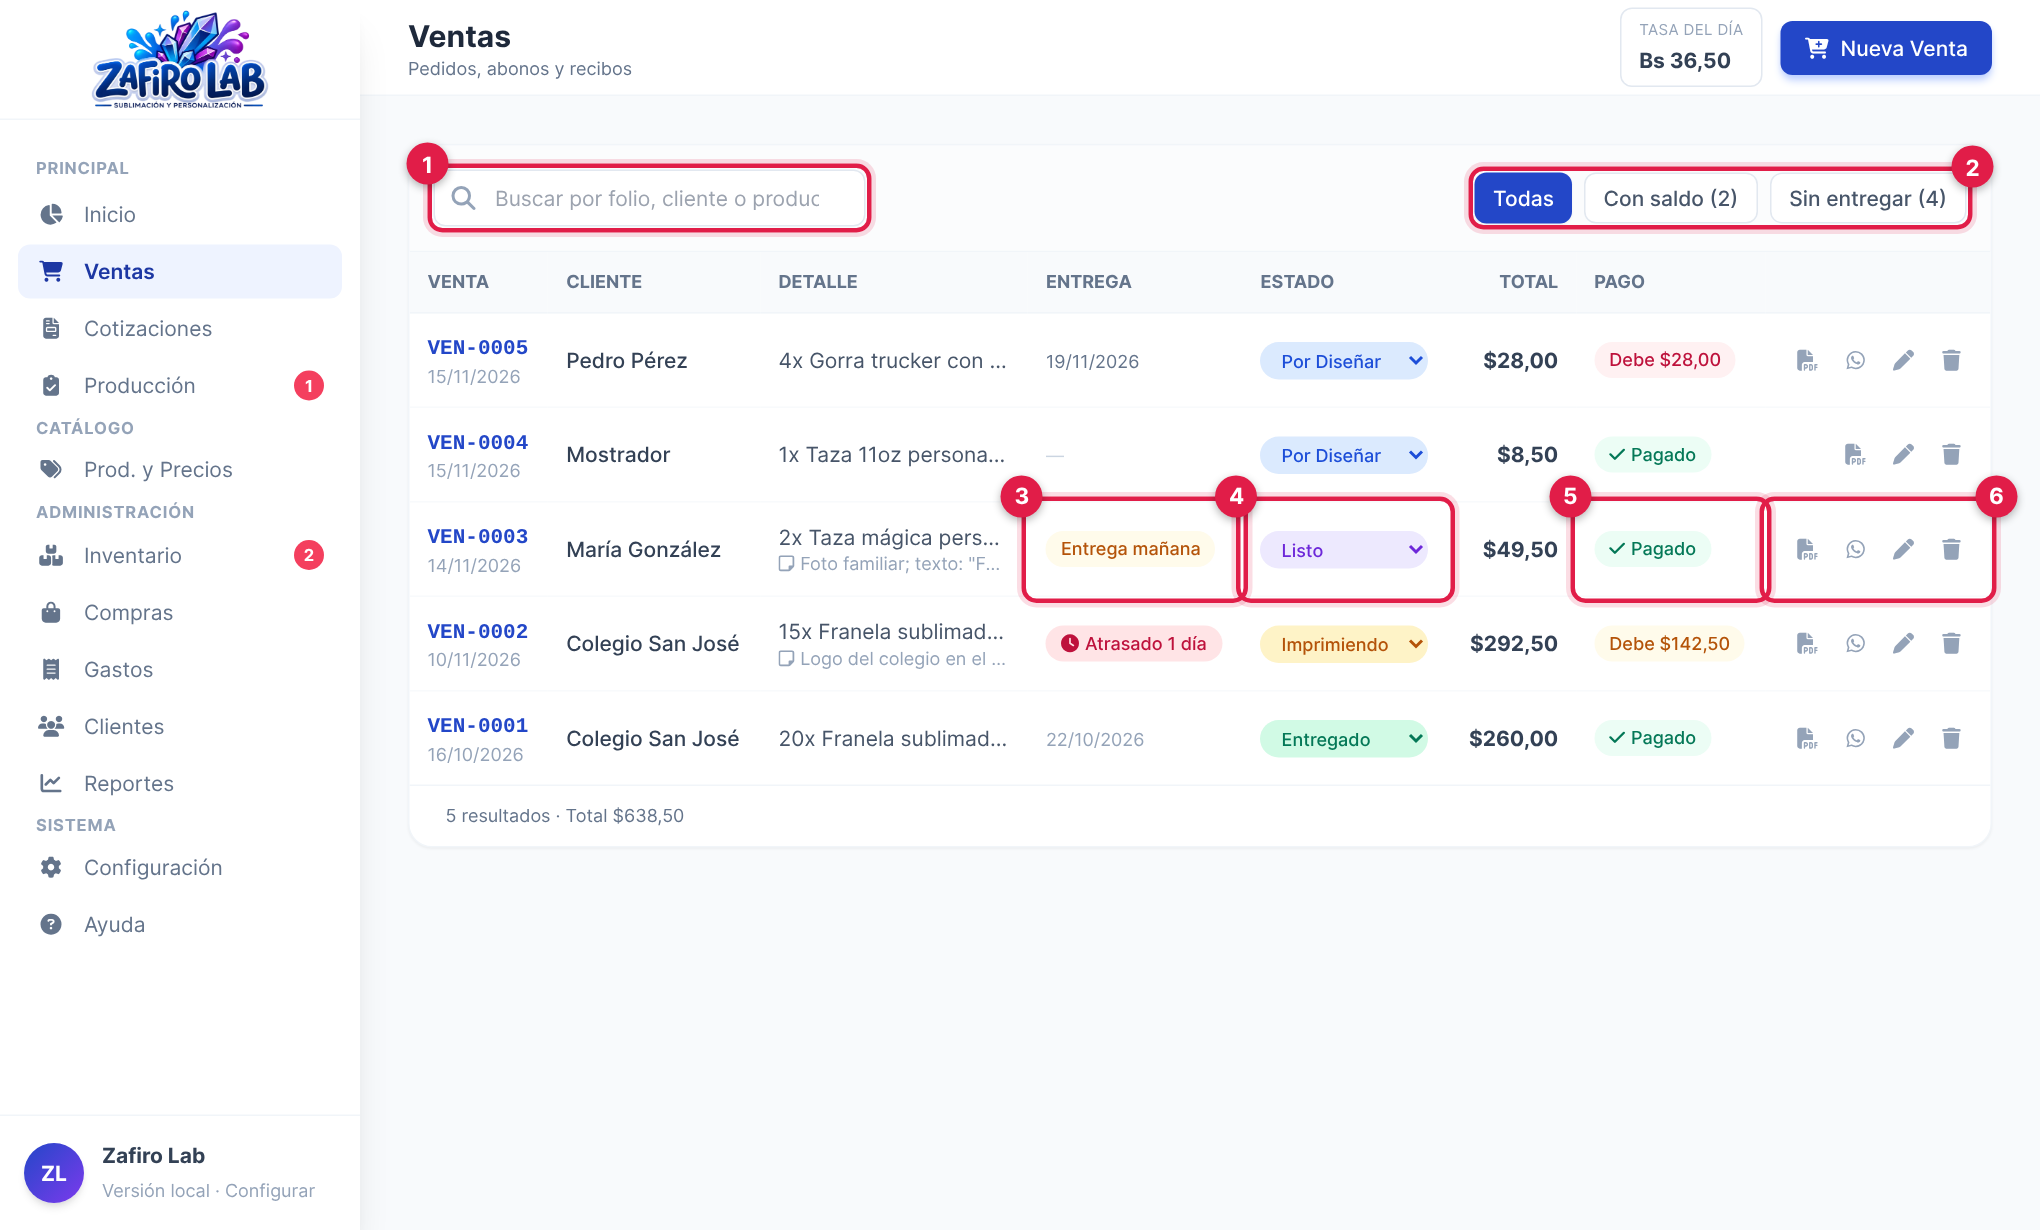 ZAFIRO LAB
SUBLIMACIÓN Y PERSONALIZACIÓN
PRINCIPAL
Inicio
Ventas
Cotizaciones
Producción 1
CATÁLOGO
Prod. y Precios
ADMINISTRACIÓN
Inventario 2
Compras
Gastos
Clientes
Reportes
SISTEMA
Configuración
Ayuda
ZL
Zafiro Lab
Versión local · Configurar
Ventas
Pedidos, abonos y recibos
TASA DEL DÍA
Bs 36,50
Nueva Venta
1
Buscar por folio, cliente o produc
2
Todas Con saldo (2) Sin entregar (4)
VENTA CLIENTE DETALLE ENTREGA ESTADO TOTAL PAGO
VEN-0005
15/11/2026
Pedro Pérez 4x Gorra trucker con ... 19/11/2026 Por Diseñar $28,00 Debe $28,00 PDF
VEN-0004
15/11/2026
Mostrador 1x Taza 11oz persona... — Por Diseñar $8,50 Pagado PDF
3 4 5 6
VEN-0003
14/11/2026
María González 2x Taza mágica pers...
Foto familiar; texto: "F...
Entrega mañana Listo $49,50 Pagado PDF
VEN-0002
10/11/2026
Colegio San José 15x Franela sublimad...
Logo del colegio en el ...
Atrasado 1 día Imprimiendo $292,50 Debe $142,50 PDF
VEN-0001
16/10/2026
Colegio San José 20x Franela sublimad... 22/10/2026 Entregado $260,00 Pagado PDF
5 resultados · Total $638,50